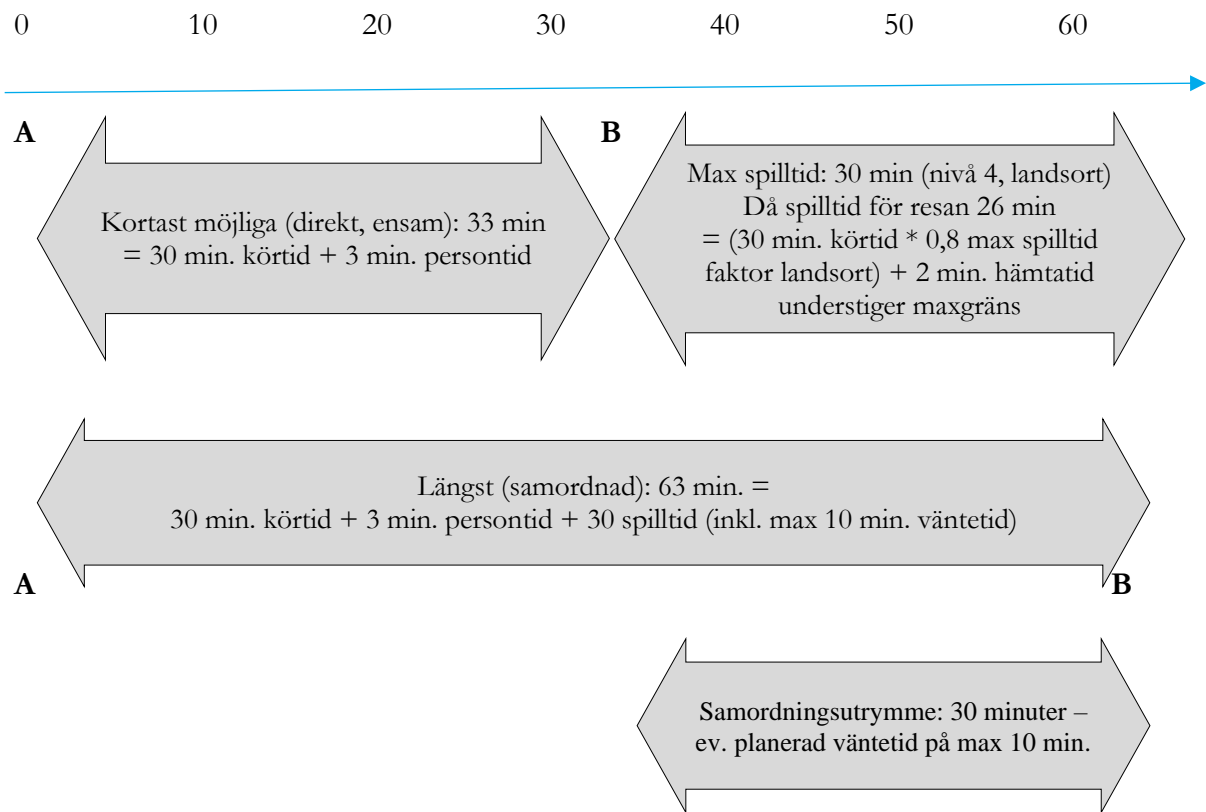 0 10 20 30 40 50 60
A
B
Kortast möjliga (direkt, ensam): 33 min
= 30 min. körtid + 3 min. persontid
Max spilltid: 30 min (nivå 4, landsort)
Då spilltid för resan 26 min
= (30 min. körtid * 0,8 max spilltid
faktor landsort) + 2 min. hämtatid
understiger maxgräns
Längst (samordnad): 63 min. =
30 min. körtid + 3 min. persontid + 30 spilltid (inkl. max 10 min. väntetid)
A
B
Samordningsutrymme: 30 minuter –
ev. planerad väntetid på max 10 min.